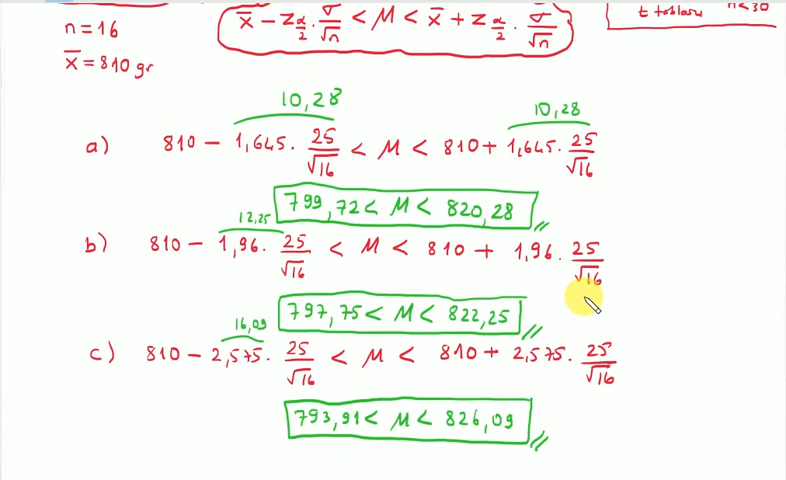 x̄ − z α/2 · σ/√n < M < x̄ + z α/2 · σ/√n
t tablosu n<30
n = 16
x̄ = 810 gr
10,28 10,28
a) 810 − 1,645. 25/√16 < M < 810 + 1,645. 25/√16
799,72 < M < 820,28 //
12,25
b) 810 − 1,96. 25/√16 < M < 810 + 1,96. 25/√16
797,75 < M < 822,25 //
16,09
c) 810 − 2,575. 25/√16 < M < 810 + 2,575. 25/√16
793,91 < M < 826,09 //